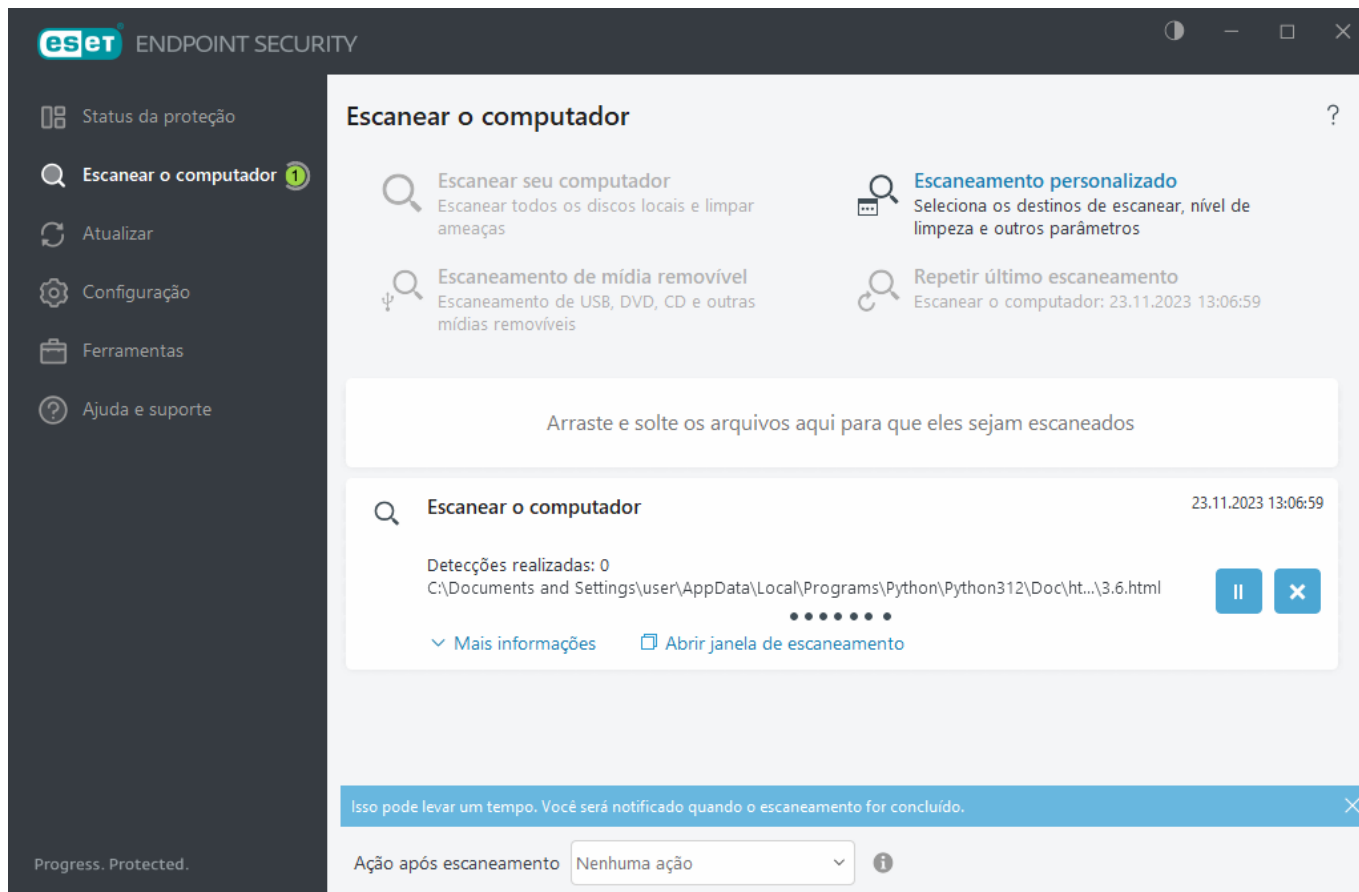 eset ENDPOINT SECURITY
Status da proteção
Escanear o computador 1
Atualizar
Configuração
Ferramentas
Ajuda e suporte
Progress. Protected.
Escanear o computador
?
Escanear seu computador
Escanear todos os discos locais e limpar
ameaças
Escaneamento personalizado
Seleciona os destinos de escanear, nível de
limpeza e outros parâmetros
Escaneamento de mídia removível
Escaneamento de USB, DVD, CD e outras
mídias removíveis
Repetir último escaneamento
Escanear o computador: 23.11.2023 13:06:59
Arraste e solte os arquivos aqui para que eles sejam escaneados
Escanear o computador
23.11.2023 13:06:59
Detecções realizadas: 0
C:\Documents and Settings\user\AppData\Local\Programs\Python\Python312\Doc\ht...\3.6.html
Mais informações
Abrir janela de escaneamento
Isso pode levar um tempo. Você será notificado quando o escaneamento for concluído.
Ação após escaneamento
Nenhuma ação